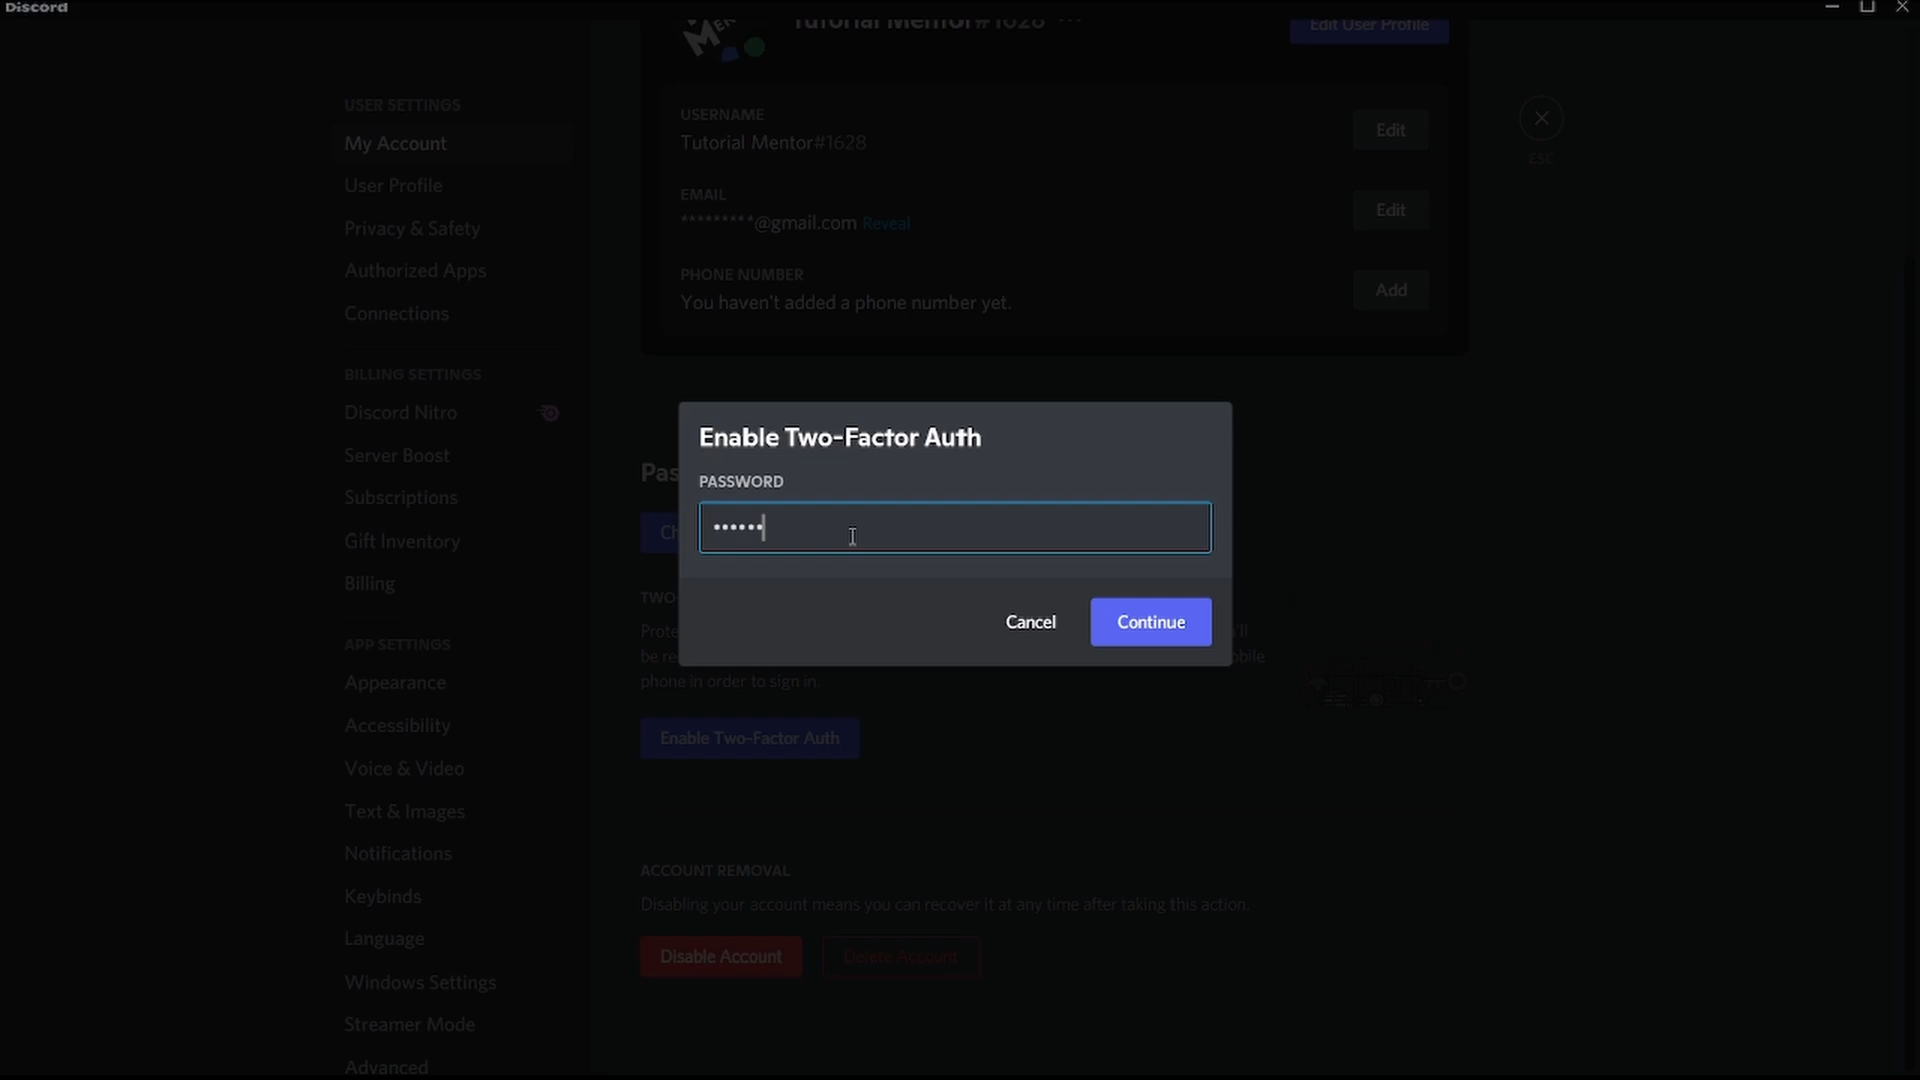 Discord
Tutorial Mentor#1628 ...
Edit User Profile
USER SETTINGS
My Account
User Profile
Privacy & Safety
Authorized Apps
Connections
BILLING SETTINGS
Discord Nitro
Server Boost
Subscriptions
Gift Inventory
Billing
APP SETTINGS
Appearance
Accessibility
Voice & Video
Text & Images
Notifications
Keybinds
Language
Windows Settings
Streamer Mode
Advanced
USERNAME
Tutorial Mentor#1628
Edit
EMAIL
*********@gmail.com Reveal
Edit
PHONE NUMBER
You haven't added a phone number yet.
Add
ESC
Enable Two-Factor Auth
PASSWORD
••••••
Cancel
Continue
phone in order to sign in.
Enable Two-Factor Auth
ACCOUNT REMOVAL
Disabling your account means you can recover it at any time after taking this action.
Disable Account
Delete Account